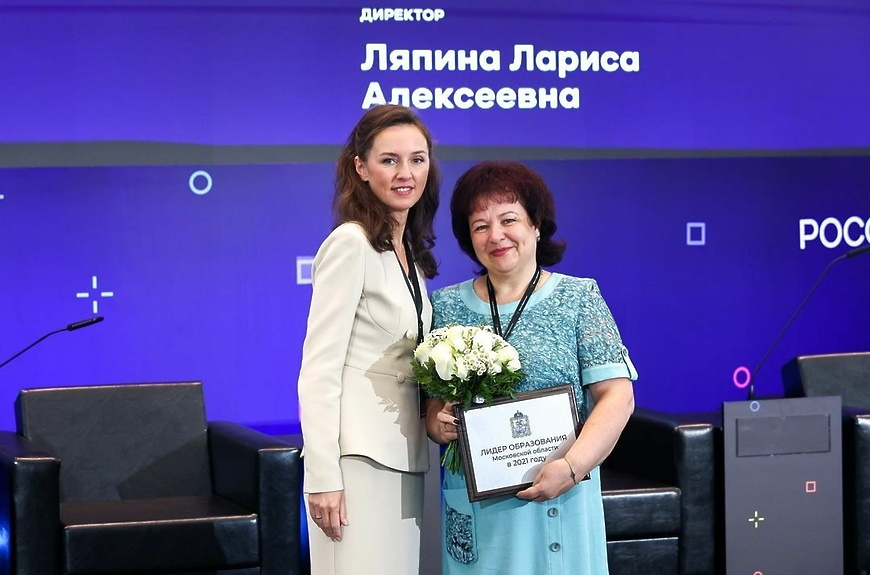 ДИРЕКТОР
Ляпина Лариса
Алексеевна
РОСС
ЛИДЕР ОБРАЗОВАНИЯ
Московской области
в 2021 году